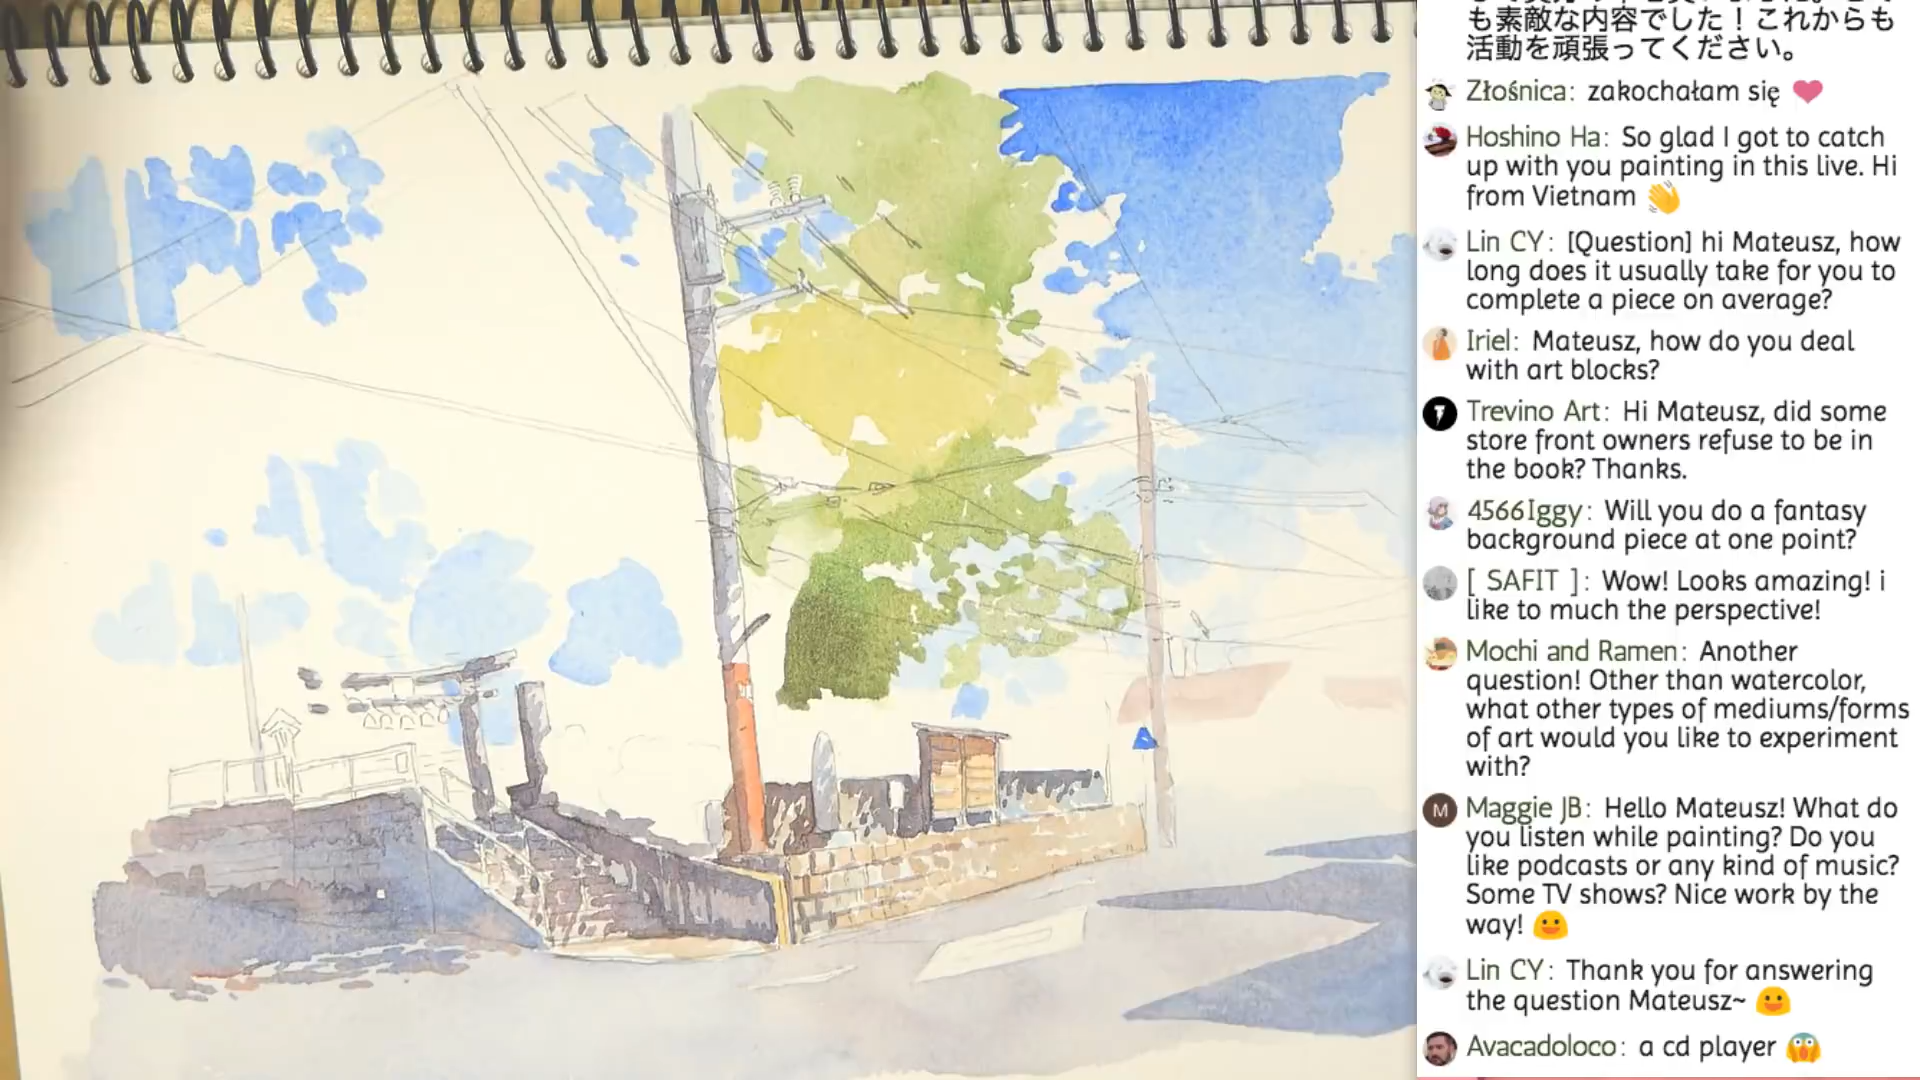 も素敵な内容でした！これからも
活動を頑張ってください。
Złośnica: zakochałam się ❤
Hoshino Ha: So glad I got to catch
up with you painting in this live. Hi
from Vietnam 👋
Lin CY: [Question] hi Mateusz, how
long does it usually take for you to
complete a piece on average?
Iriel: Mateusz, how do you deal
with art blocks?
Trevino Art: Hi Mateusz, did some
store front owners refuse to be in
the book? Thanks.
4566Iggy: Will you do a fantasy
background piece at one point?
[ SAFIT ]: Wow! Looks amazing! i
like to much the perspective!
Mochi and Ramen: Another
question! Other than watercolor,
what other types of mediums/forms
of art would you like to experiment
with?
M Maggie JB: Hello Mateusz! What do
you listen while painting? Do you
like podcasts or any kind of music?
Some TV shows? Nice work by the
way! 😃
Lin CY: Thank you for answering
the question Mateusz~ 😃
Avacadoloco: a cd player 😱